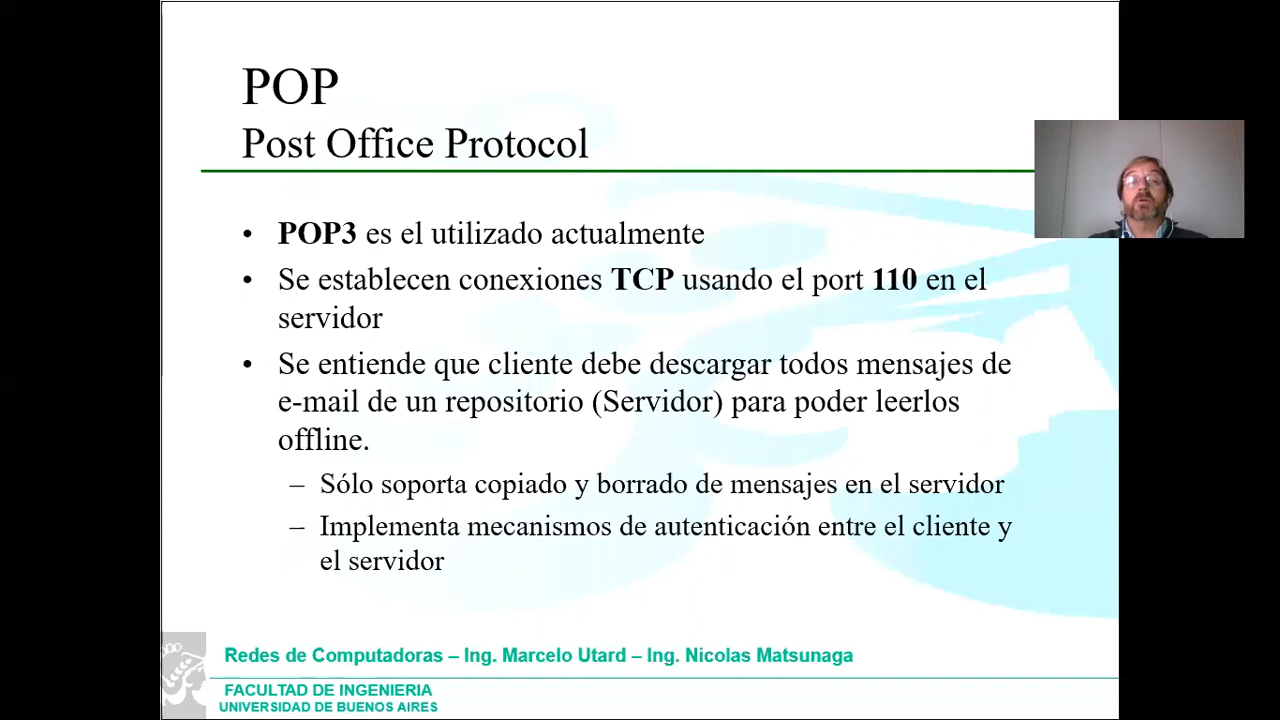 POP
Post Office Protocol
• POP3 es el utilizado actualmente
• Se establecen conexiones TCP usando el port 110 en el
servidor
• Se entiende que cliente debe descargar todos mensajes de
e-mail de un repositorio (Servidor) para poder leerlos
offline.
– Sólo soporta copiado y borrado de mensajes en el servidor
– Implementa mecanismos de autenticación entre el cliente y
el servidor
Redes de Computadoras – Ing. Marcelo Utard – Ing. Nicolas Matsunaga
FACULTAD DE INGENIERIA
UNIVERSIDAD DE BUENOS AIRES